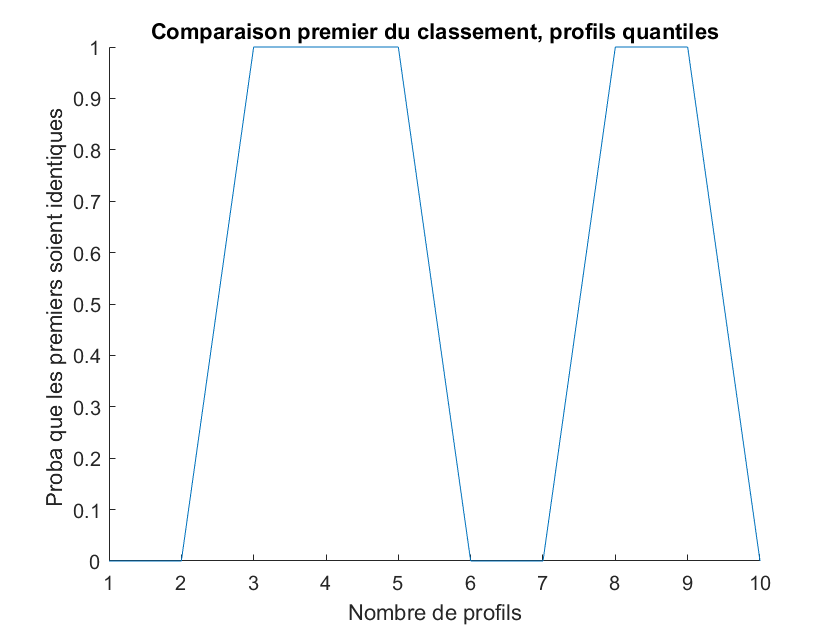 Comparaison premier du classement, profils quantiles
Proba que les premiers soient identiques
1
0.9
0.8
0.7
0.6
0.5
0.4
0.3
0.2
0.1
0
1 2 3 4 5 6 7 8 9 10
Nombre de profils